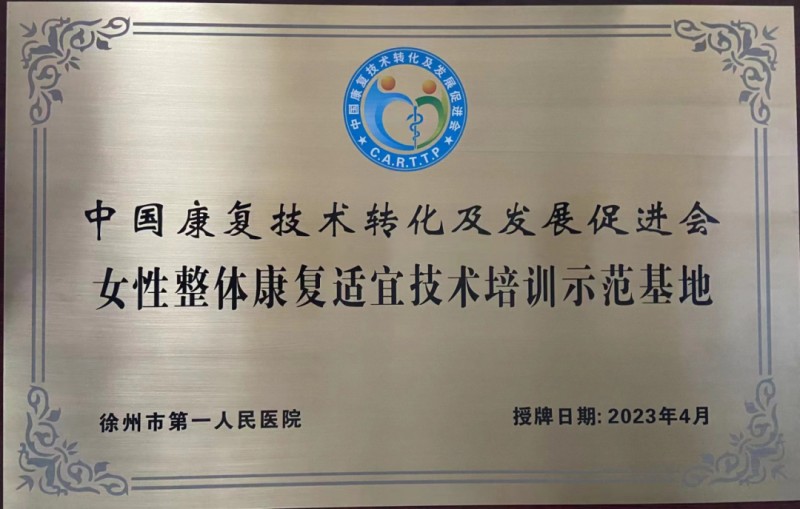 中国康复技术转化及发展促进会
C.A.R.T.T.P
中国康复技术转化及发展促进会
女性整体康复适宜技术培训示范基地
徐州市第一人民医院
授牌日期: 2023年4月